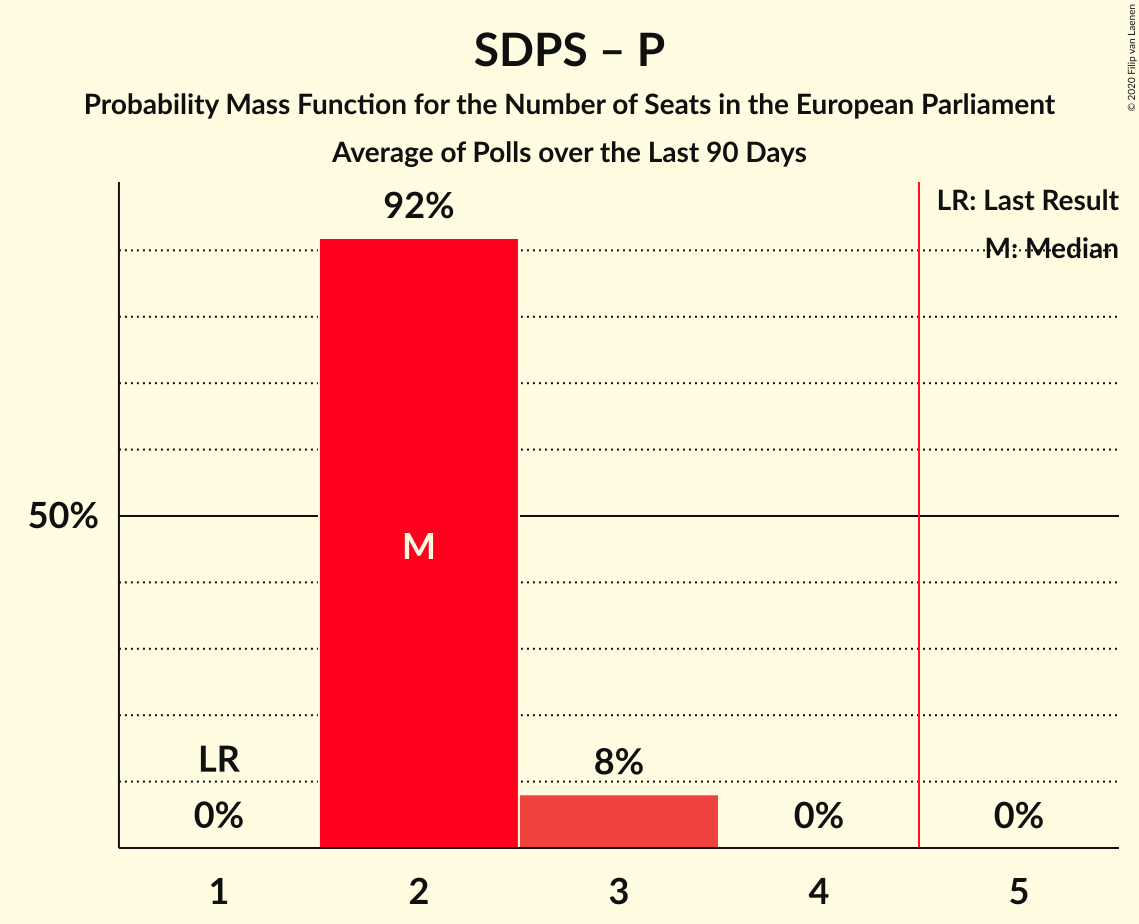 SDPS – P
Probability Mass Function for the Number of Seats in the European Parliament
Average of Polls over the Last 90 Days
© 2020 Filip van Laenen
LR: Last Result
M: Median
92%
50%
M
LR
0%
8%
0%
0%
1
2
3
4
5